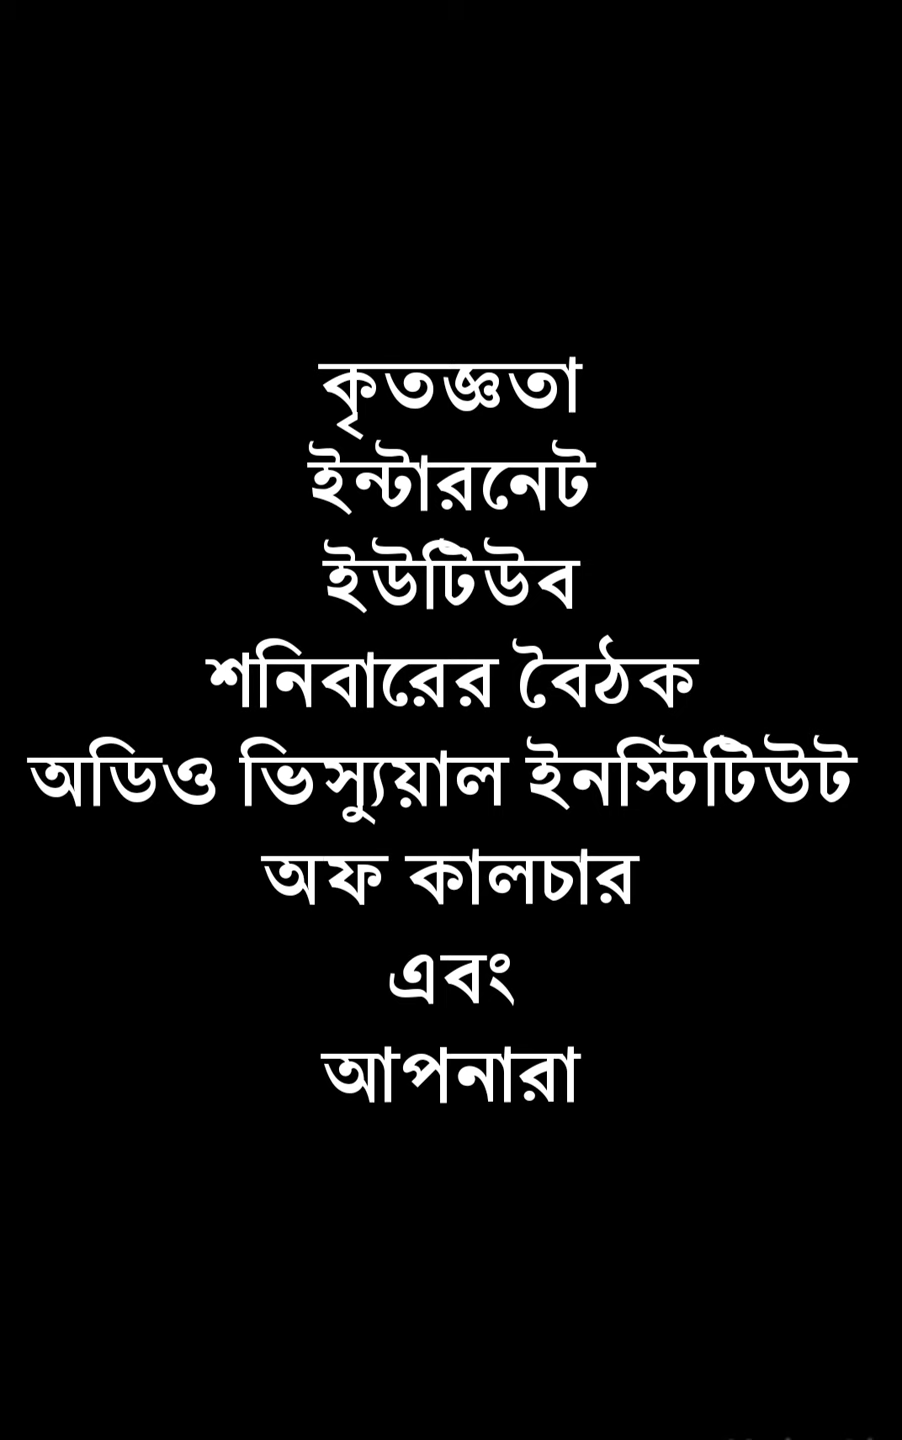 কৃতজ্ঞতা
ইন্টারনেট
ইউটিউব
শনিবারের বৈঠক
অডিও ভিস্যুয়াল ইনস্টিটিউট
অফ কালচার
এবং
আপনারা